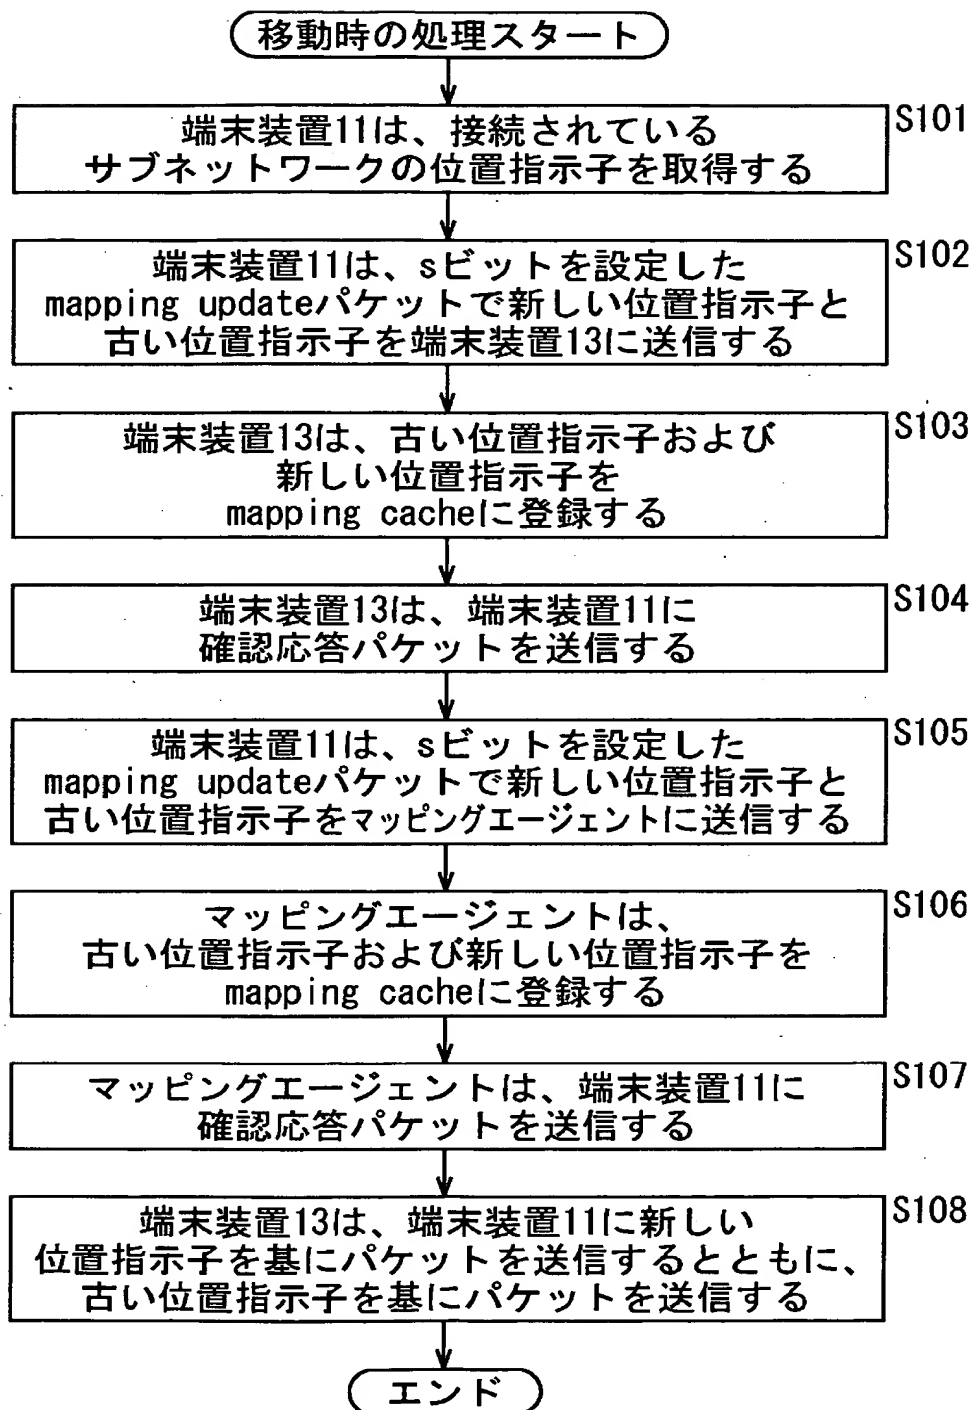 移動時の処理スタート
S101
端末装置11は、接続されている
サブネットワークの位置指示子を取得する
S102
端末装置11は、sビットを設定した
mapping updateパケットで新しい位置指示子と
古い位置指示子を端末装置13に送信する
S103
端末装置13は、古い位置指示子および
新しい位置指示子を
mapping cacheに登録する
S104
端末装置13は、端末装置11に
確認応答パケットを送信する
S105
端末装置11は、sビットを設定した
mapping updateパケットで新しい位置指示子と
古い位置指示子をマッピングエージェントに送信する
S106
マッピングエージェントは、
古い位置指示子および新しい位置指示子を
mapping cacheに登録する
S107
マッピングエージェントは、端末装置11に
確認応答パケットを送信する
S108
端末装置13は、端末装置11に新しい
位置指示子を基にパケットを送信するとともに、
古い位置指示子を基にパケットを送信する
エンド